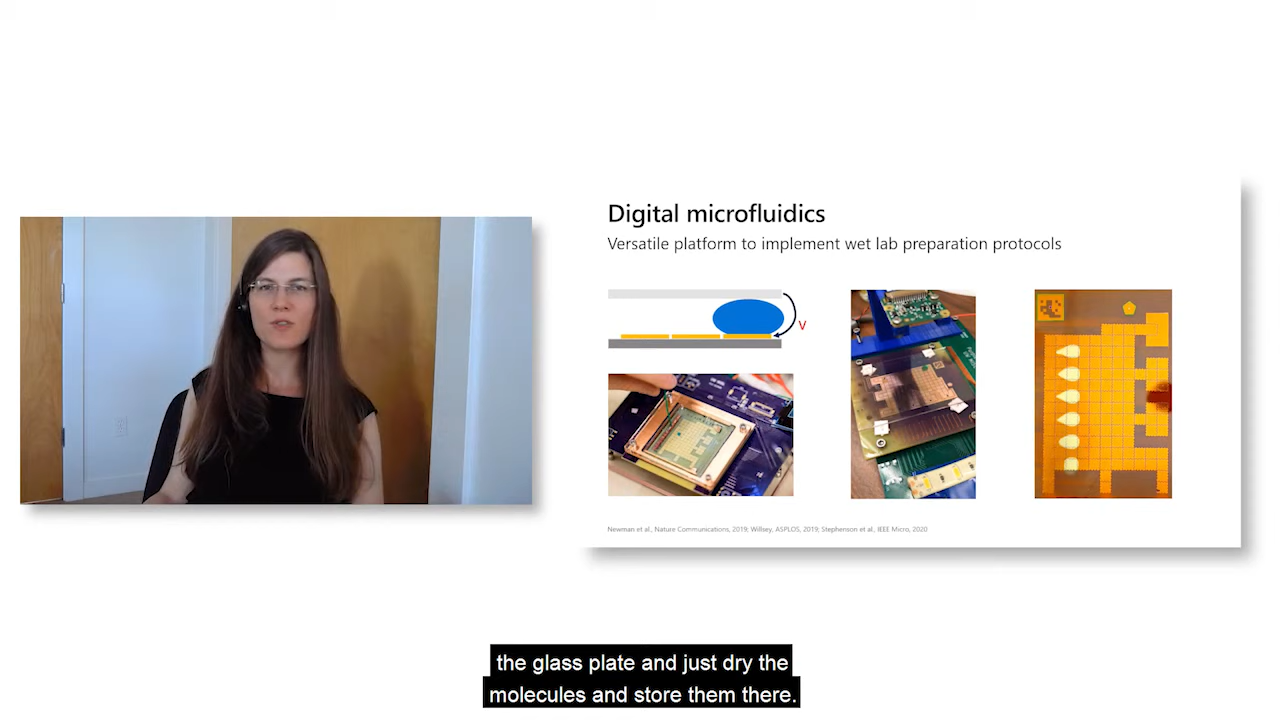 Digital microfluidics
Versatile platform to implement wet lab preparation protocols
V
Newman et al., Nature Communications, 2019; Willsey, ASPLOS, 2019; Stephenson et al., IEEE Micro, 2020
the glass plate and just dry the
molecules and store them there.